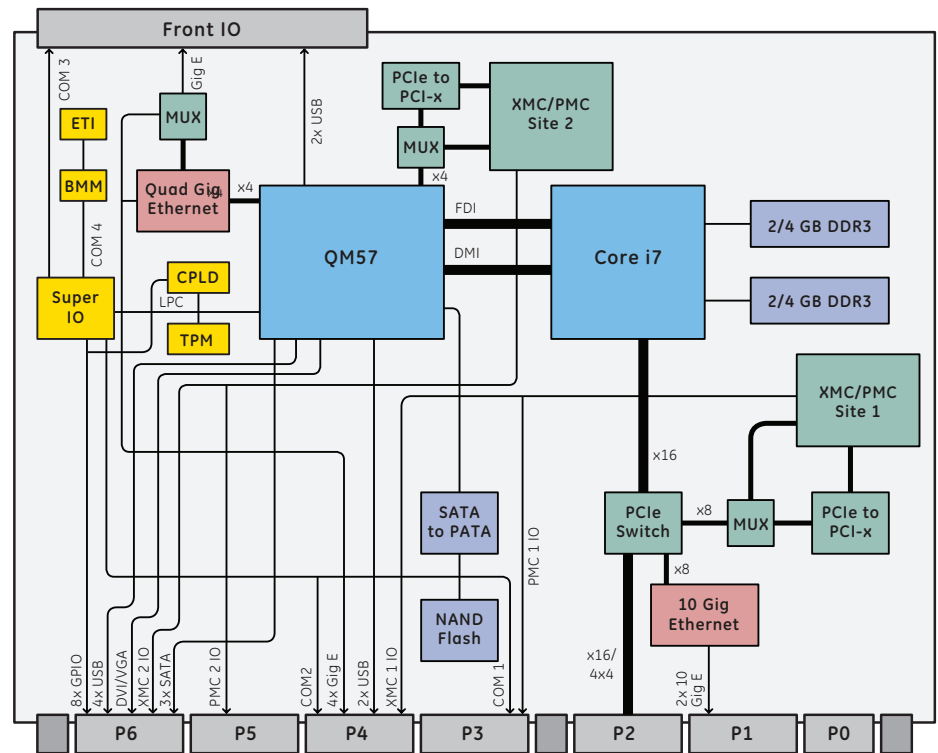 Front IO
COM 3
Gig E
2x USB
ETI
MUX
PCIe to
PCI-x
XMC/PMC
Site 2
MUX
BMM
Quad Gig
Ethernet
x4
x4
x4
COM 4
QM57
FDI
DMI
Core i7
2/4 GB DDR3
2/4 GB DDR3
CPLD
LPC
Super
IO
TPM
XMC/PMC
Site 1
x16
SATA
to PATA
PMC 1 IO
PCIe
Switch
x8
MUX
PCIe to
PCI-x
x8
NAND
Flash
10 Gig
Ethernet
8x GPIO
4x USB
DVI/VGA
XMC 2 IO
3x SATA
PMC 2 IO
COM2
4x Gig E
2x USB
XMC 1 IO
COM 1
x16/
4x4
2x 10
Gig E
P6
P5
P4
P3
P2
P1
P0